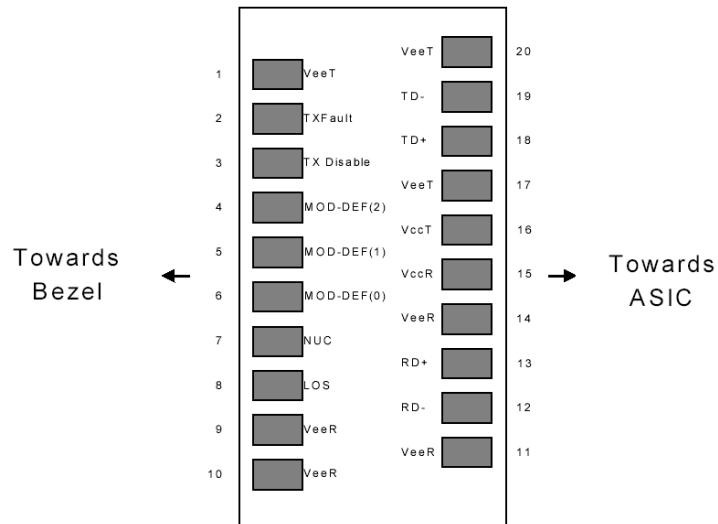 VeeT 20
1 VeeT
TD- 19
2 TXFault
TD+ 18
3 TX Disable
VeeT 17
4 MOD-DEF(2)
VccT 16
5 MOD-DEF(1)
Towards
Bezel
VccR 15
Towards
ASIC
6 MOD-DEF(0)
VeeR 14
7 NUC
RD+ 13
8 LOS
RD- 12
9 VeeR
VeeR 11
10 VeeR